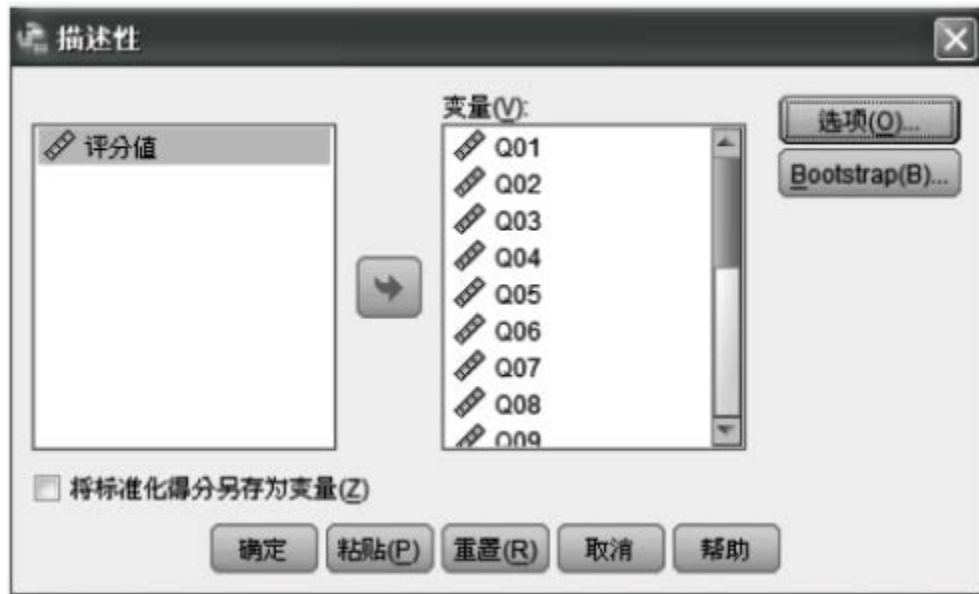 描述性
变量(V):
评分值
Q01
Q02
Q03
Q04
Q05
Q06
Q07
Q08
Q09
选项(O)...
Bootstrap(B)...
将标准化得分另存为变量(Z)
确定 粘贴(P) 重置(R) 取消 帮助